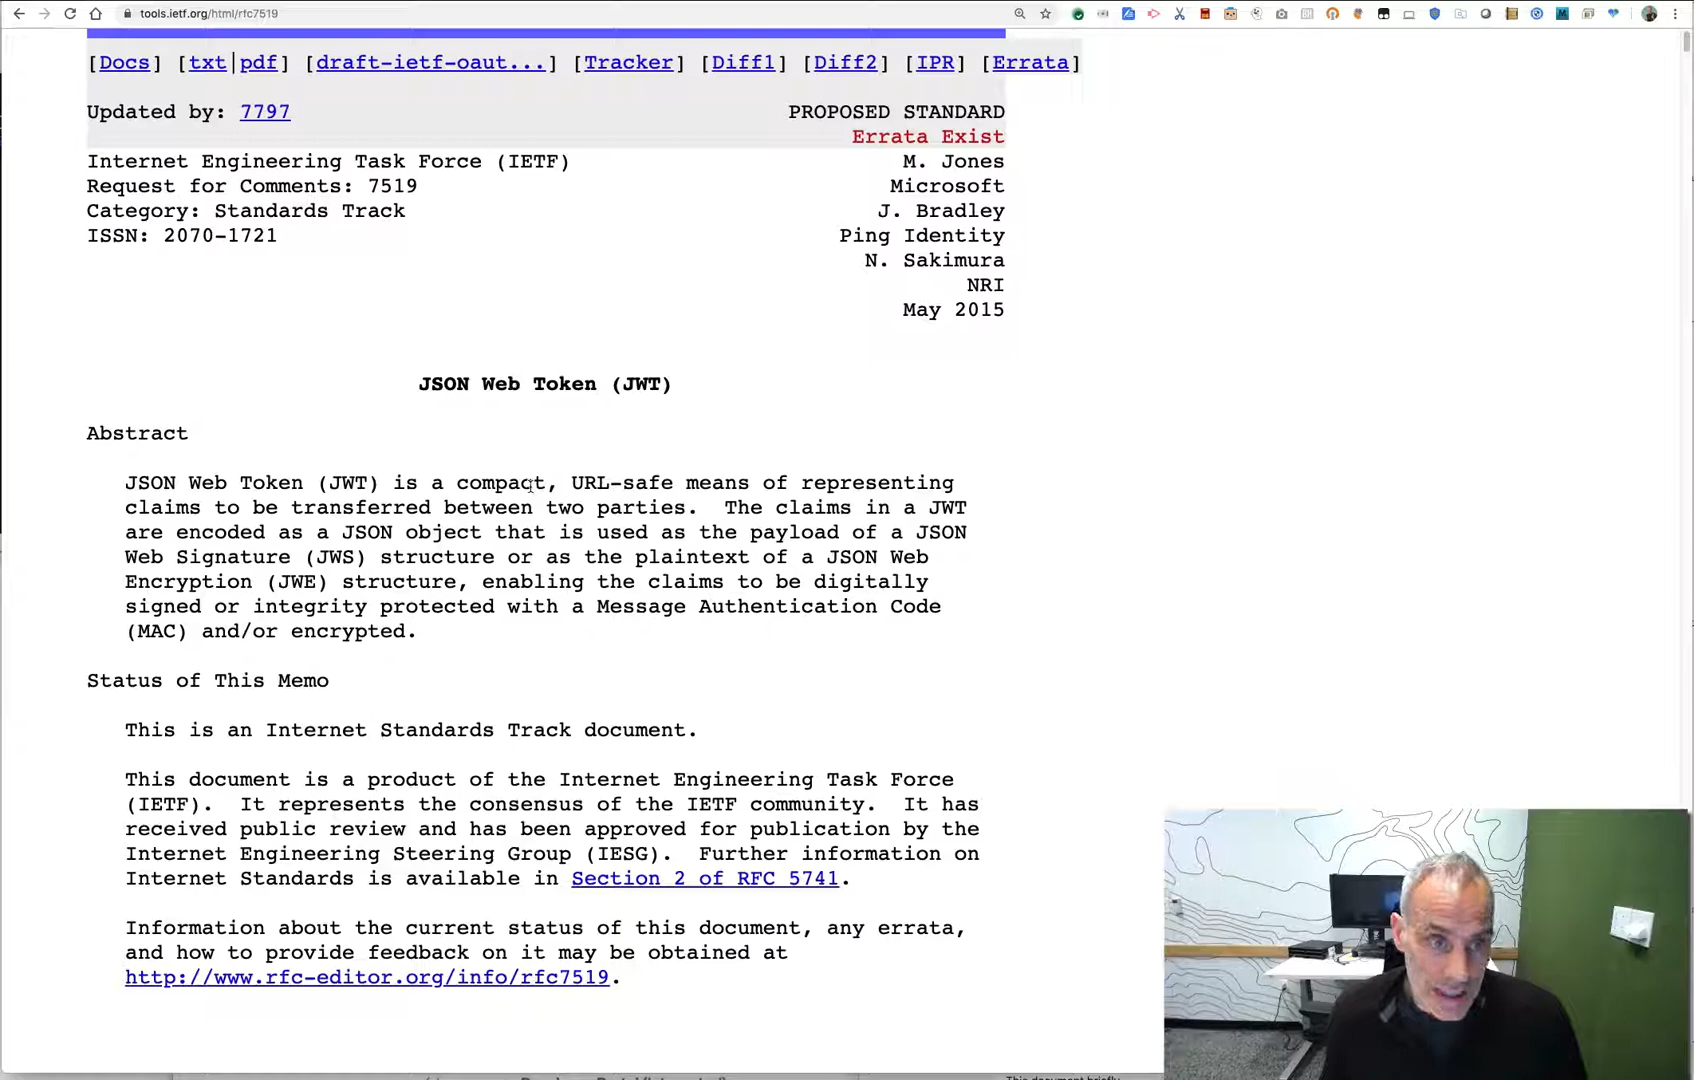 tools.ietf.org/html/rfc7519
[Docs] [txt|pdf] [draft-ietf-oaut...] [Tracker] [Diff1] [Diff2] [IPR] [Errata]
Updated by: 7797 PROPOSED STANDARD
Errata Exist
Internet Engineering Task Force (IETF) M. Jones
Request for Comments: 7519 Microsoft
Category: Standards Track J. Bradley
ISSN: 2070-1721 Ping Identity
N. Sakimura
NRI
May 2015
JSON Web Token (JWT)
Abstract
JSON Web Token (JWT) is a compact, URL-safe means of representing
claims to be transferred between two parties. The claims in a JWT
are encoded as a JSON object that is used as the payload of a JSON
Web Signature (JWS) structure or as the plaintext of a JSON Web
Encryption (JWE) structure, enabling the claims to be digitally
signed or integrity protected with a Message Authentication Code
(MAC) and/or encrypted.
Status of This Memo
This is an Internet Standards Track document.
This document is a product of the Internet Engineering Task Force
(IETF). It represents the consensus of the IETF community. It has
received public review and has been approved for publication by the
Internet Engineering Steering Group (IESG). Further information on
Internet Standards is available in Section 2 of RFC 5741.
Information about the current status of this document, any errata,
and how to provide feedback on it may be obtained at
http://www.rfc-editor.org/info/rfc7519.
This document briefly